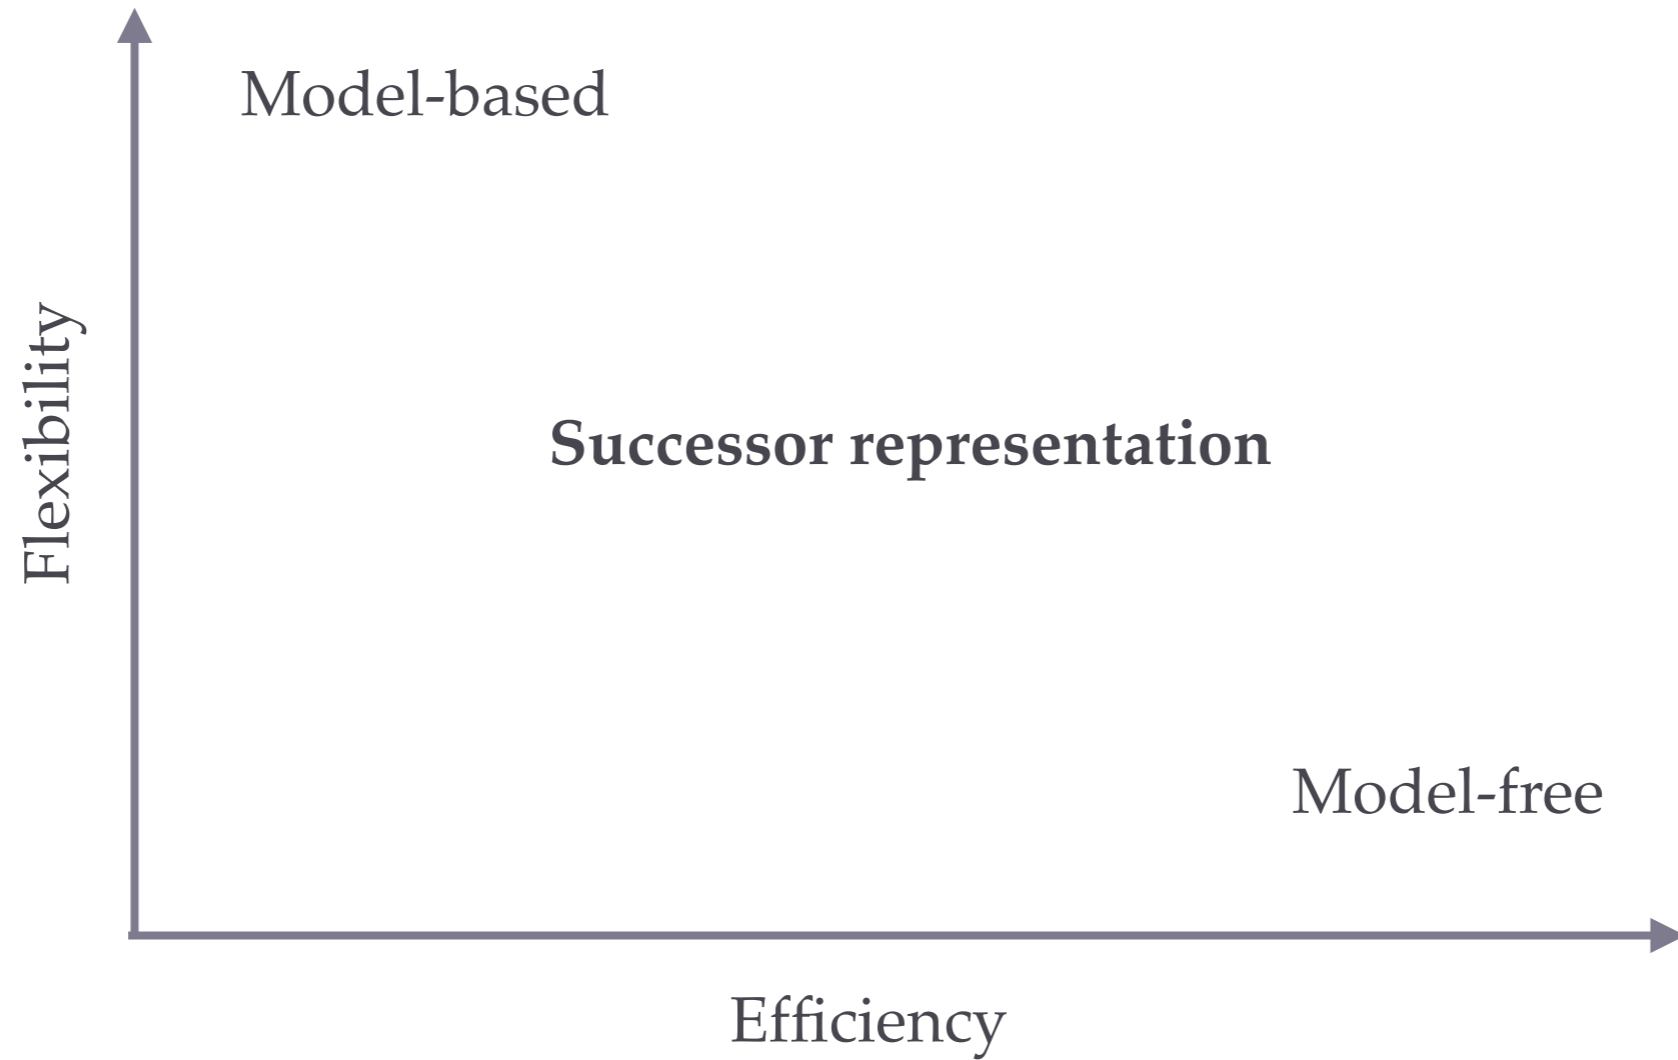 Model-based
Flexibility
Successor representation
Model-free
Efficiency